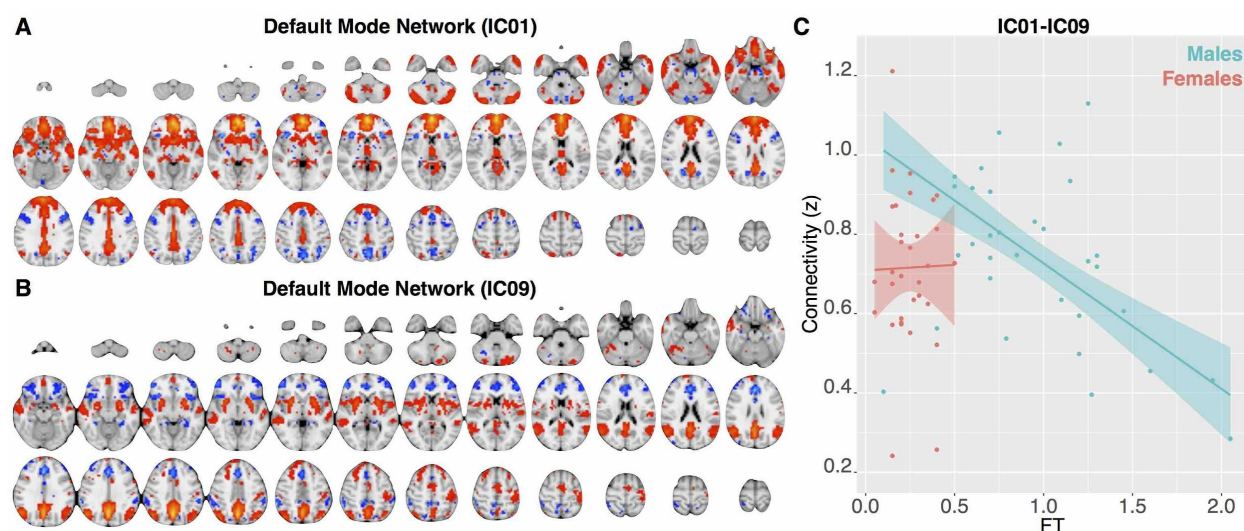 A
Default Mode Network (IC01)
B
Default Mode Network (IC09)
C
IC01-IC09
Males
Females
Connectivity (z)
1.2
1.0
0.8
0.6
0.4
0.2
0.0
0.5
1.0
1.5
2.0
FT